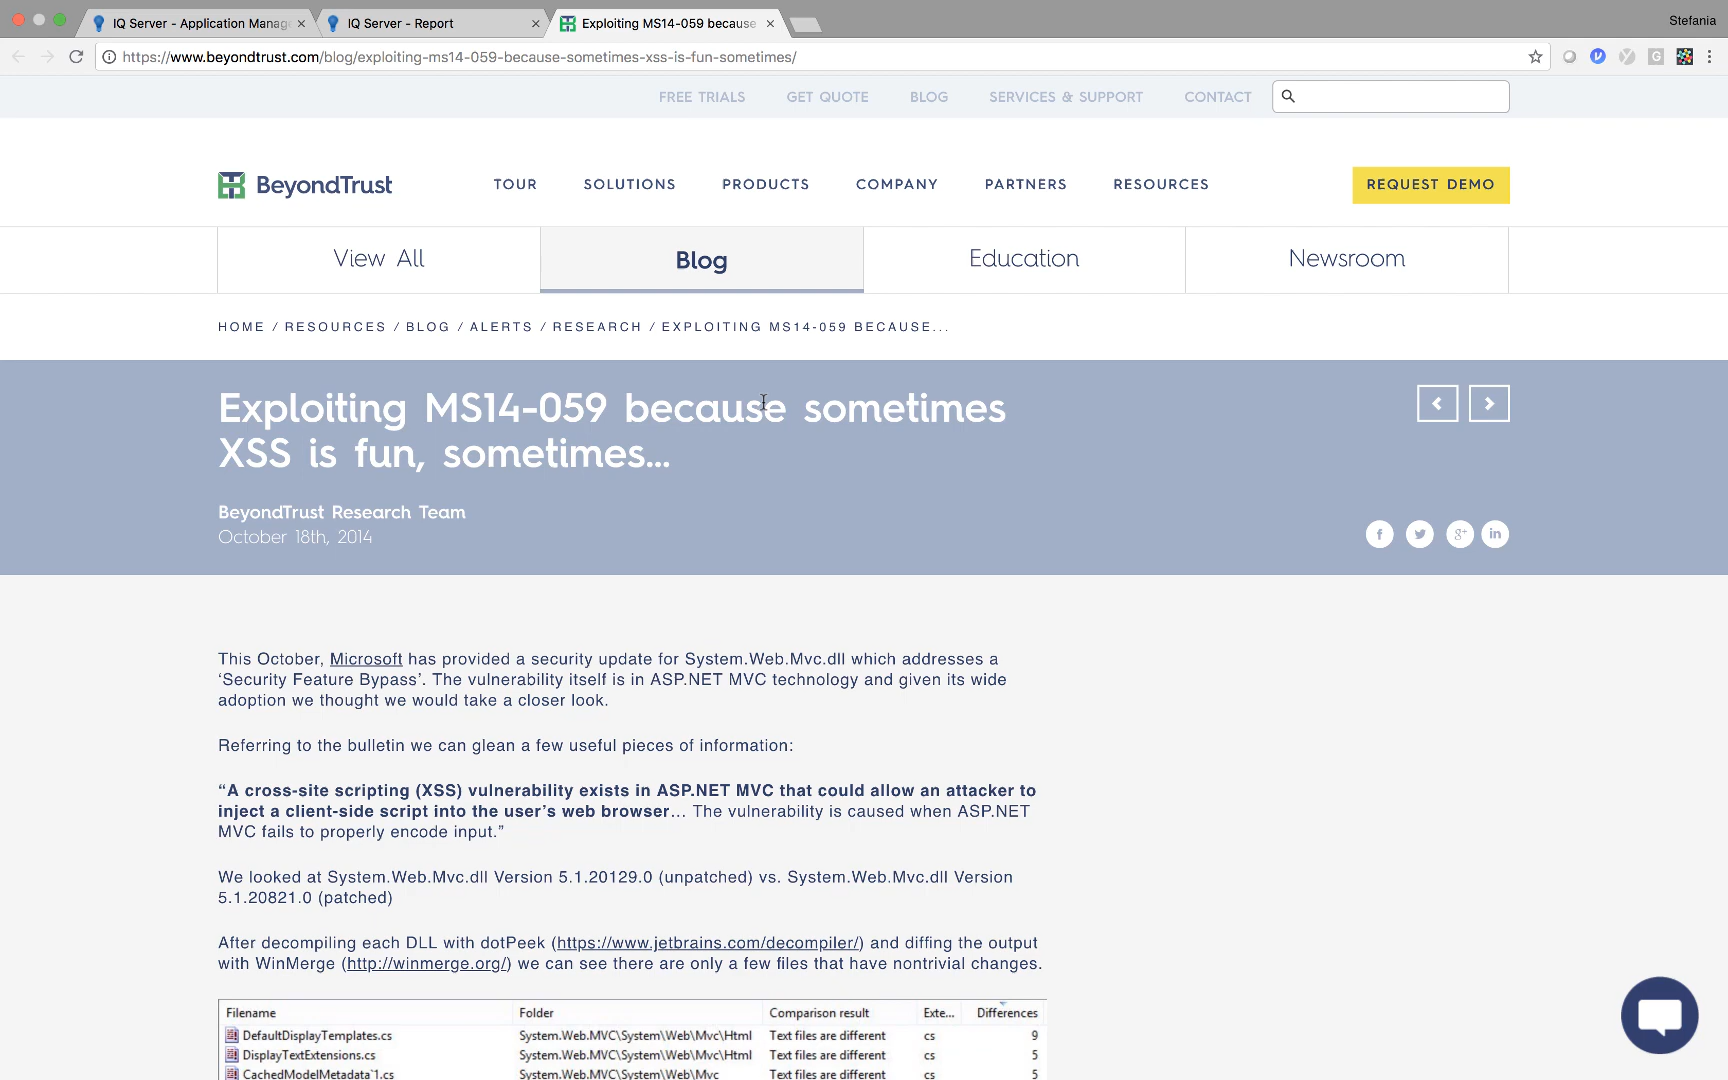 IQ Server - Application Manag
IQ Server - Report
Exploiting MS14-059 because
Stefania
https://www.beyondtrust.com/blog/exploiting-ms14-059-because-sometimes-xss-is-fun-sometimes/
FREE TRIALS GET QUOTE BLOG SERVICES & SUPPORT CONTACT
BeyondTrust
TOUR SOLUTIONS PRODUCTS COMPANY PARTNERS RESOURCES
REQUEST DEMO
View All Blog Education Newsroom
HOME / RESOURCES / BLOG / ALERTS / RESEARCH / EXPLOITING MS14-059 BECAUSE...
Exploiting MS14-059 because sometimes
XSS is fun, sometimes...
BeyondTrust Research Team
October 18th, 2014
f g+ in
This October, Microsoft has provided a security update for System.Web.Mvc.dll which addresses a
‘Security Feature Bypass’. The vulnerability itself is in ASP.NET MVC technology and given its wide
adoption we thought we would take a closer look.
Referring to the bulletin we can glean a few useful pieces of information:
“A cross-site scripting (XSS) vulnerability exists in ASP.NET MVC that could allow an attacker to
inject a client-side script into the user’s web browser… The vulnerability is caused when ASP.NET
MVC fails to properly encode input.”
We looked at System.Web.Mvc.dll Version 5.1.20129.0 (unpatched) vs. System.Web.Mvc.dll Version
5.1.20821.0 (patched)
After decompiling each DLL with dotPeek (https://www.jetbrains.com/decompiler/) and diffing the output
with WinMerge (http://winmerge.org/) we can see there are only a few files that have nontrivial changes.
Filename Folder Comparison result Exte... Differences
DefaultDisplayTemplates.cs System.Web.MVC\System\Web\Mvc\Html Text files are different cs 9
DisplayTextExtensions.cs System.Web.MVC\System\Web\Mvc\Html Text files are different cs 5
CachedModelMetadata`1.cs System.Web.MVC\System\Web\Mvc Text files are different cs 5